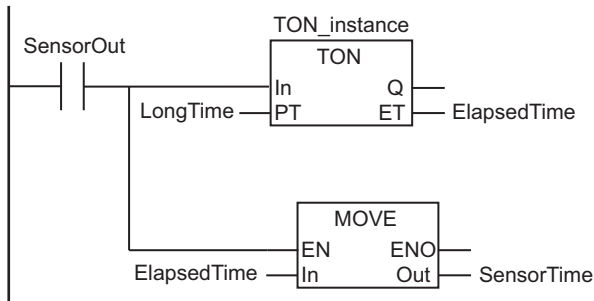 TON_instance
SensorOut
TON
In Q
LongTime PT ET ElapsedTime
MOVE
EN ENO
ElapsedTime In Out SensorTime